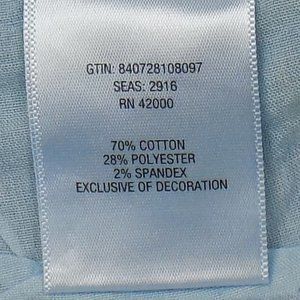 GTIN: 840728108097
SEAS: 2916
RN 42000
70% COTTON
28% POLYESTER
2% SPANDEX
EXCLUSIVE OF DECORATION